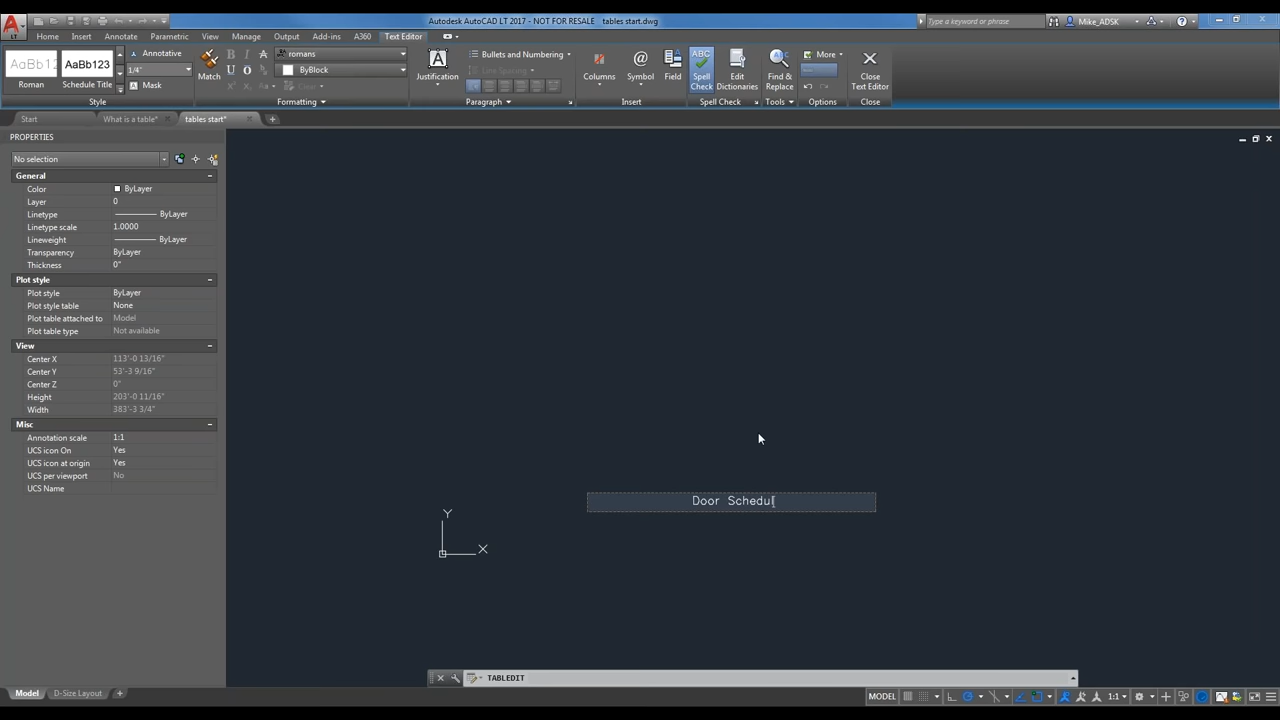 Autodesk AutoCAD LT 2017 - NOT FOR RESALE tables start.dwg
Type a keyword or phrase
Mike_ADSK
LT
Home Insert Annotate Parametric View Manage Output Add-ins A360 Text Editor
AaBb12 AaBb123 Annotative romans Bullets and Numbering More
1/4" ByBlock Line Spacing
Mask Clear
Roman Schedule Title Match Justification Columns Symbol Field Spell Check Edit Dictionaries Find & Replace Close Text Editor
Style Formatting Paragraph Insert Spell Check Tools Options Close
Start What is a table* tables start*
PROPERTIES
No selection
General
Color ByLayer
Layer 0
Linetype ByLayer
Linetype scale 1.0000
Lineweight ByLayer
Transparency ByLayer
Thickness 0"
Plot style
Plot style ByLayer
Plot style table None
Plot table attached to Model
Plot table type Not available
View
Center X 113'-0 13/16"
Center Y 53'-3 9/16"
Center Z 0"
Height 203'-0 11/16"
Width 383'-3 3/4"
Misc
Annotation scale 1:1
UCS icon On Yes
UCS icon at origin Yes
UCS per viewport No
UCS Name
Door Schedul
Y
X
TABLEDIT
Model D-Size Layout
MODEL 1:1